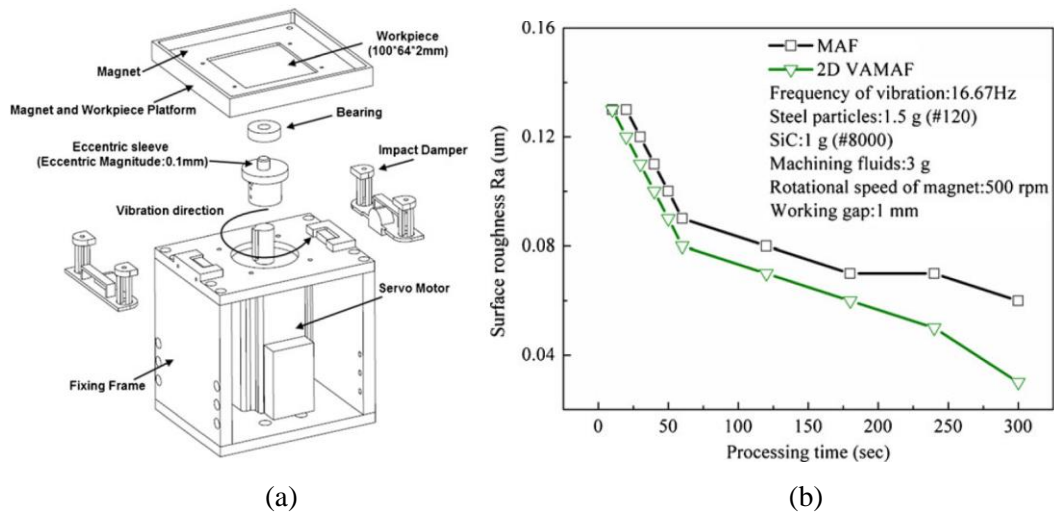 Workpiece
(100*64*2mm)
Magnet
Magnet and Workpiece Platform
Bearing
Eccentric sleeve
(Eccentric Magnitude:0.1mm)
Impact Damper
Vibration direction
Servo Motor
Fixing Frame
(a)
Surface roughness Ra (um)
0.16
0.12
0.08
0.04
MAF
2D VAMAF
Frequency of vibration:16.67Hz
Steel particles:1.5 g (#120)
SiC:1 g (#8000)
Machining fluids:3 g
Rotational speed of magnet:500 rpm
Working gap:1 mm
0 50 100 150 200 250 300
Processing time (sec)
(b)